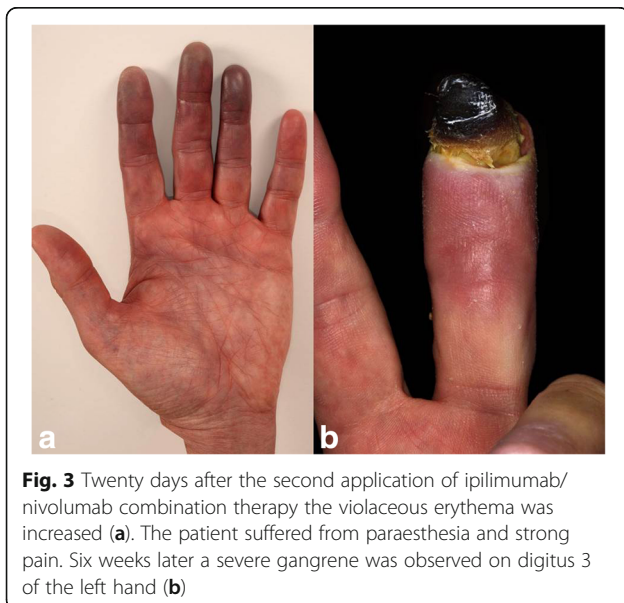 a
b
Fig. 3 Twenty days after the second application of ipilimumab/
nivolumab combination therapy the violaceous erythema was
increased (a). The patient suffered from paraesthesia and strong
pain. Six weeks later a severe gangrene was observed on digitus 3
of the left hand (b)